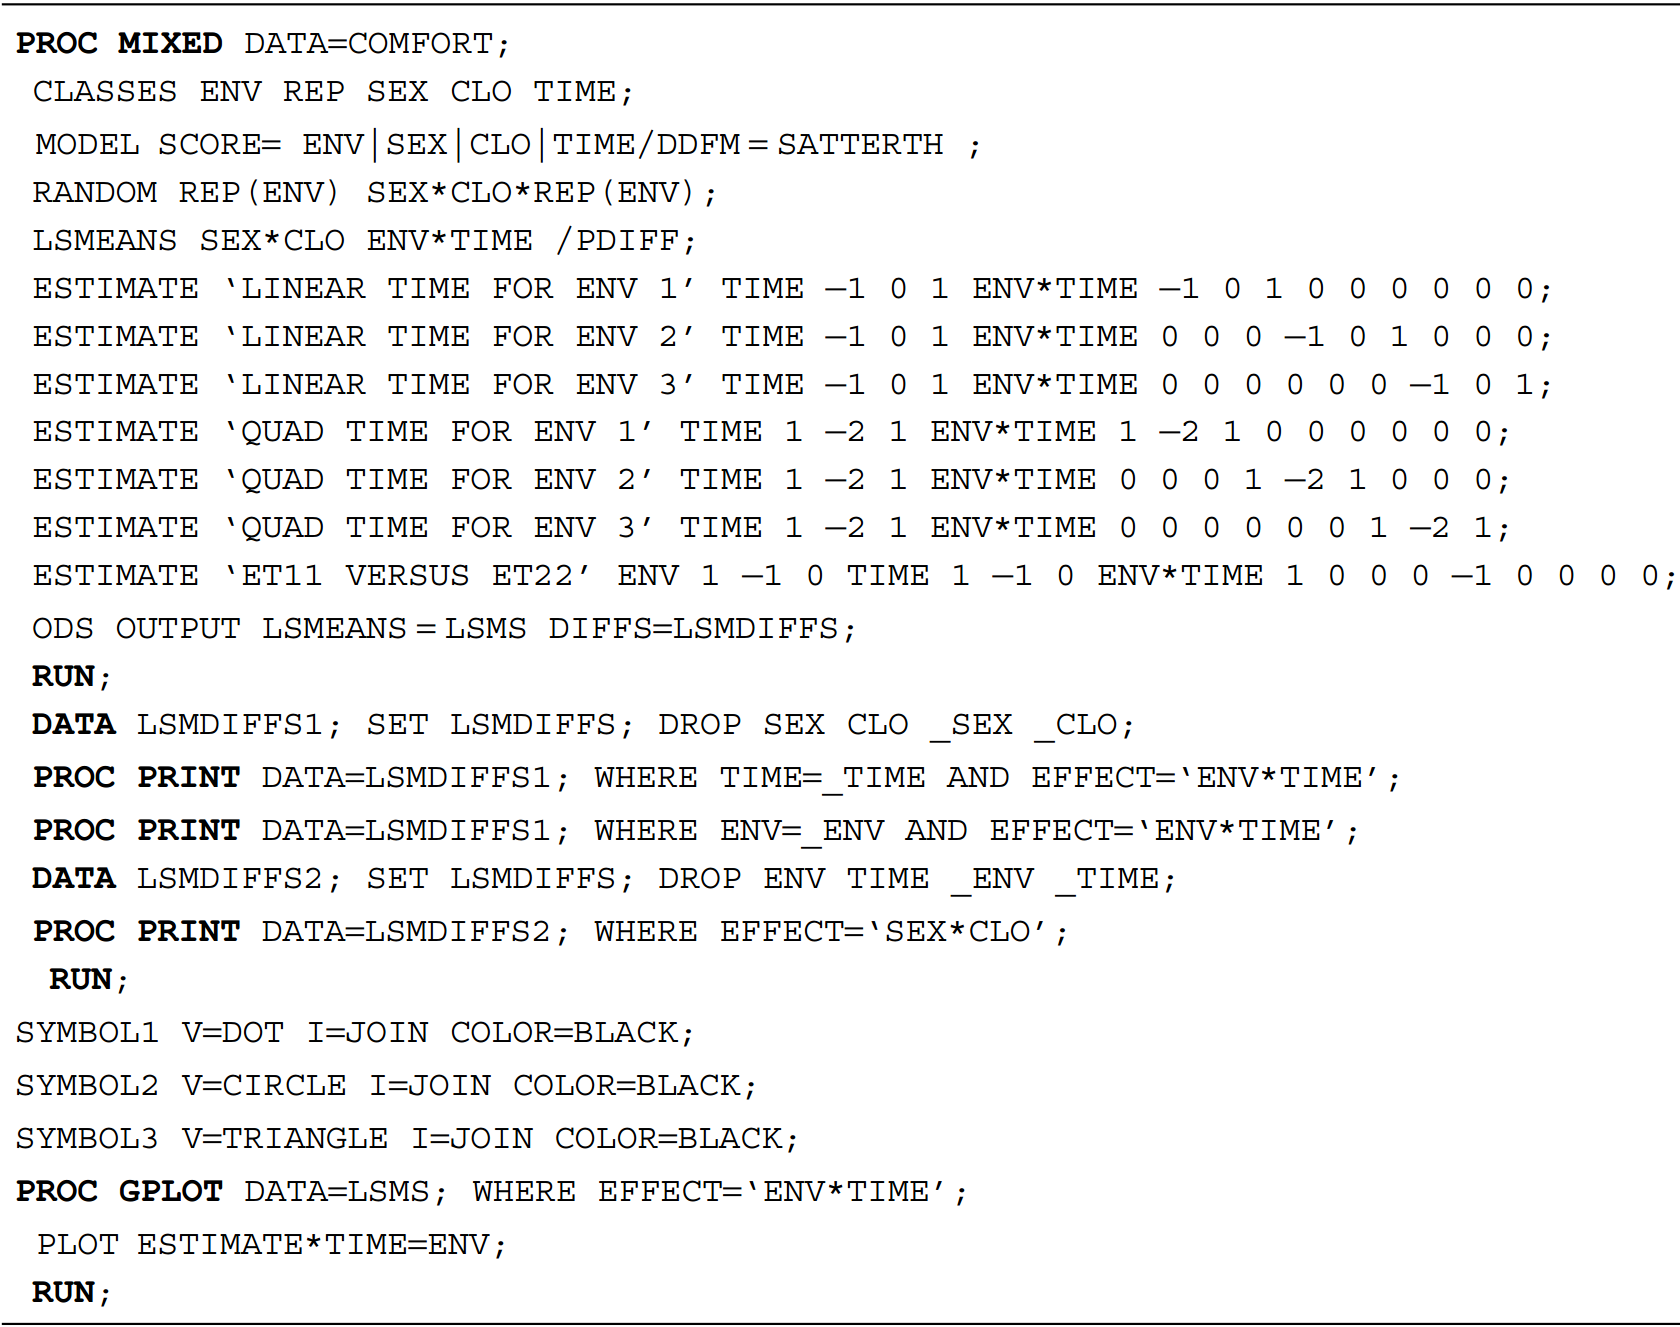 PROC MIXED DATA=COMFORT;
CLASSES ENV REP SEX CLO TIME;
MODEL SCORE= ENV|SEX|CLO|TIME/DDFM=SATTERTH ;
RANDOM REP(ENV) SEX*CLO*REP(ENV);
LSMEANS SEX*CLO ENV*TIME /PDIFF;
ESTIMATE ‘LINEAR TIME FOR ENV 1’ TIME –1 0 1 ENV*TIME –1 0 1 0 0 0 0 0 0;
ESTIMATE ‘LINEAR TIME FOR ENV 2’ TIME –1 0 1 ENV*TIME 0 0 0 –1 0 1 0 0 0;
ESTIMATE ‘LINEAR TIME FOR ENV 3’ TIME –1 0 1 ENV*TIME 0 0 0 0 0 0 –1 0 1;
ESTIMATE ‘QUAD TIME FOR ENV 1’ TIME 1 –2 1 ENV*TIME 1 –2 1 0 0 0 0 0 0;
ESTIMATE ‘QUAD TIME FOR ENV 2’ TIME 1 –2 1 ENV*TIME 0 0 0 1 –2 1 0 0 0;
ESTIMATE ‘QUAD TIME FOR ENV 3’ TIME 1 –2 1 ENV*TIME 0 0 0 0 0 0 1 –2 1;
ESTIMATE ‘ET11 VERSUS ET22’ ENV 1 –1 0 TIME 1 –1 0 ENV*TIME 1 0 0 0 –1 0 0 0 0;
ODS OUTPUT LSMEANS=LSMS DIFFS=LSMDIFFS;
RUN;
DATA LSMDIFFS1; SET LSMDIFFS; DROP SEX CLO _SEX _CLO;
PROC PRINT DATA=LSMDIFFS1; WHERE TIME=_TIME AND EFFECT=‘ENV*TIME’;
PROC PRINT DATA=LSMDIFFS1; WHERE ENV=_ENV AND EFFECT=‘ENV*TIME’;
DATA LSMDIFFS2; SET LSMDIFFS; DROP ENV TIME _ENV _TIME;
PROC PRINT DATA=LSMDIFFS2; WHERE EFFECT=‘SEX*CLO’;
RUN;
SYMBOL1 V=DOT I=JOIN COLOR=BLACK;
SYMBOL2 V=CIRCLE I=JOIN COLOR=BLACK;
SYMBOL3 V=TRIANGLE I=JOIN COLOR=BLACK;
PROC GPLOT DATA=LSMS; WHERE EFFECT=‘ENV*TIME’;
PLOT ESTIMATE*TIME=ENV;
RUN;